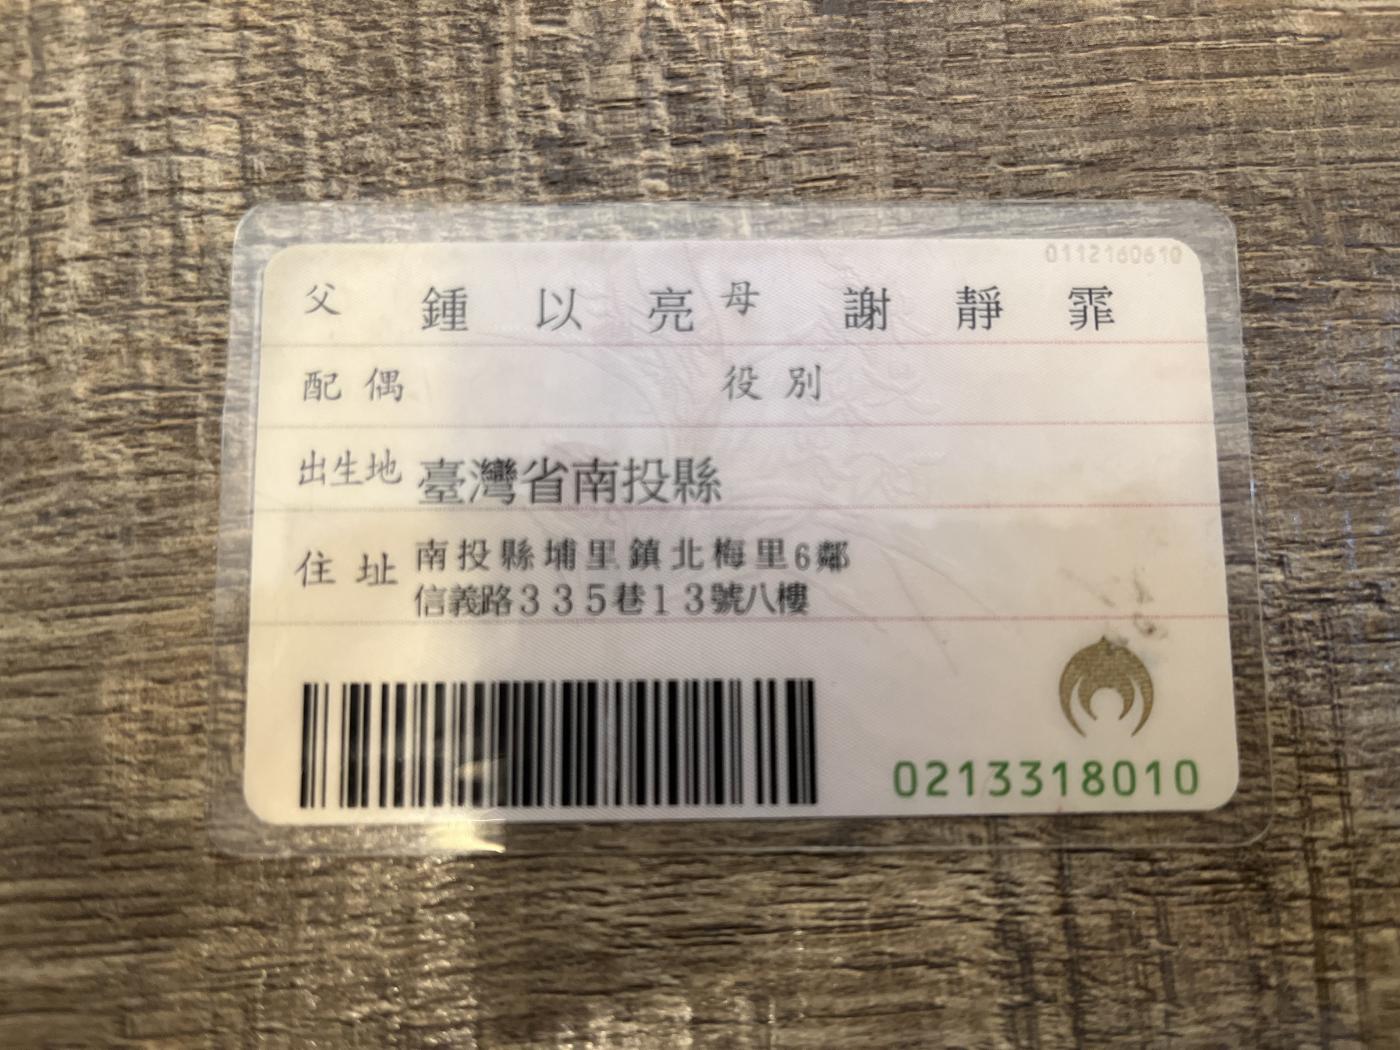 0112160610
父 鍾以亮 母 謝靜霏
配偶 役別
出生地 臺灣省南投縣
住址 南投縣埔里鎮北梅里6鄰
信義路335巷13號八樓
0213318010